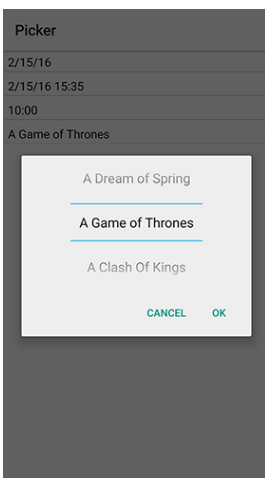 Picker
2/15/16
2/15/16 15:35
10:00
A Game of Thrones
A Dream of Spring
A Game of Thrones
A Clash Of Kings
CANCEL OK